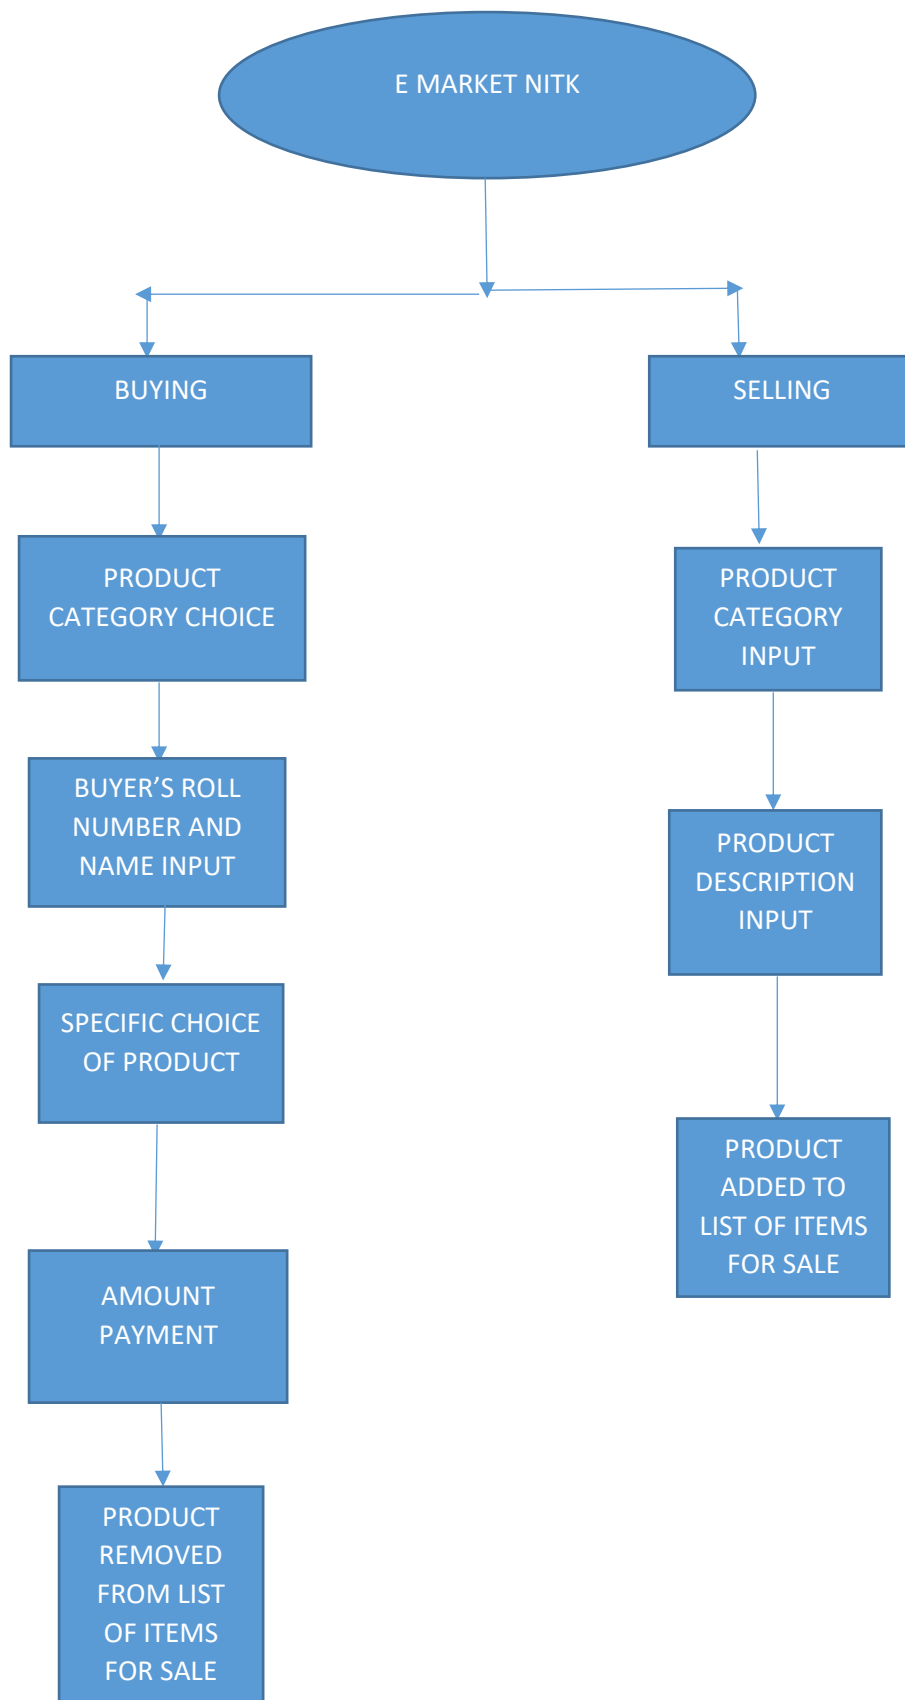 E MARKET NITK
BUYING
SELLING
PRODUCT
CATEGORY CHOICE
PRODUCT
CATEGORY
INPUT
BUYER’S ROLL
NUMBER AND
NAME INPUT
PRODUCT
DESCRIPTION
INPUT
SPECIFIC CHOICE
OF PRODUCT
PRODUCT
ADDED TO
LIST OF ITEMS
FOR SALE
AMOUNT
PAYMENT
PRODUCT
REMOVED
FROM LIST
OF ITEMS
FOR SALE